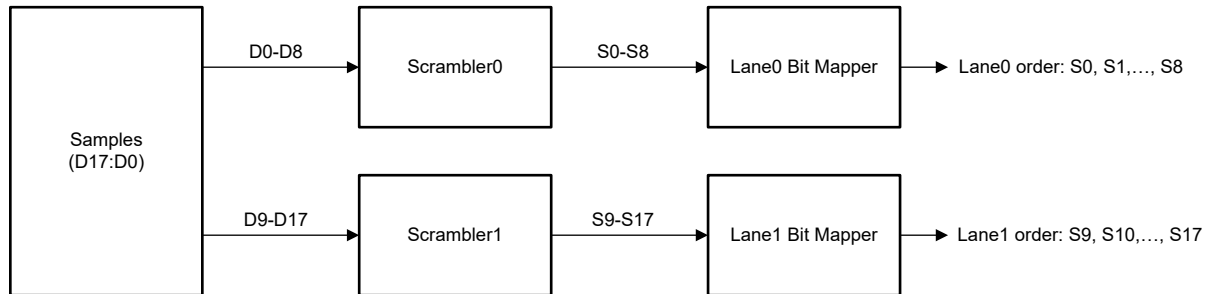 Samples
(D17:D0)
D0-D8
Scrambler0
S0-S8
Lane0 Bit Mapper
Lane0 order: S0, S1,…, S8
D9-D17
Scrambler1
S9-S17
Lane1 Bit Mapper
Lane1 order: S9, S10,…, S17